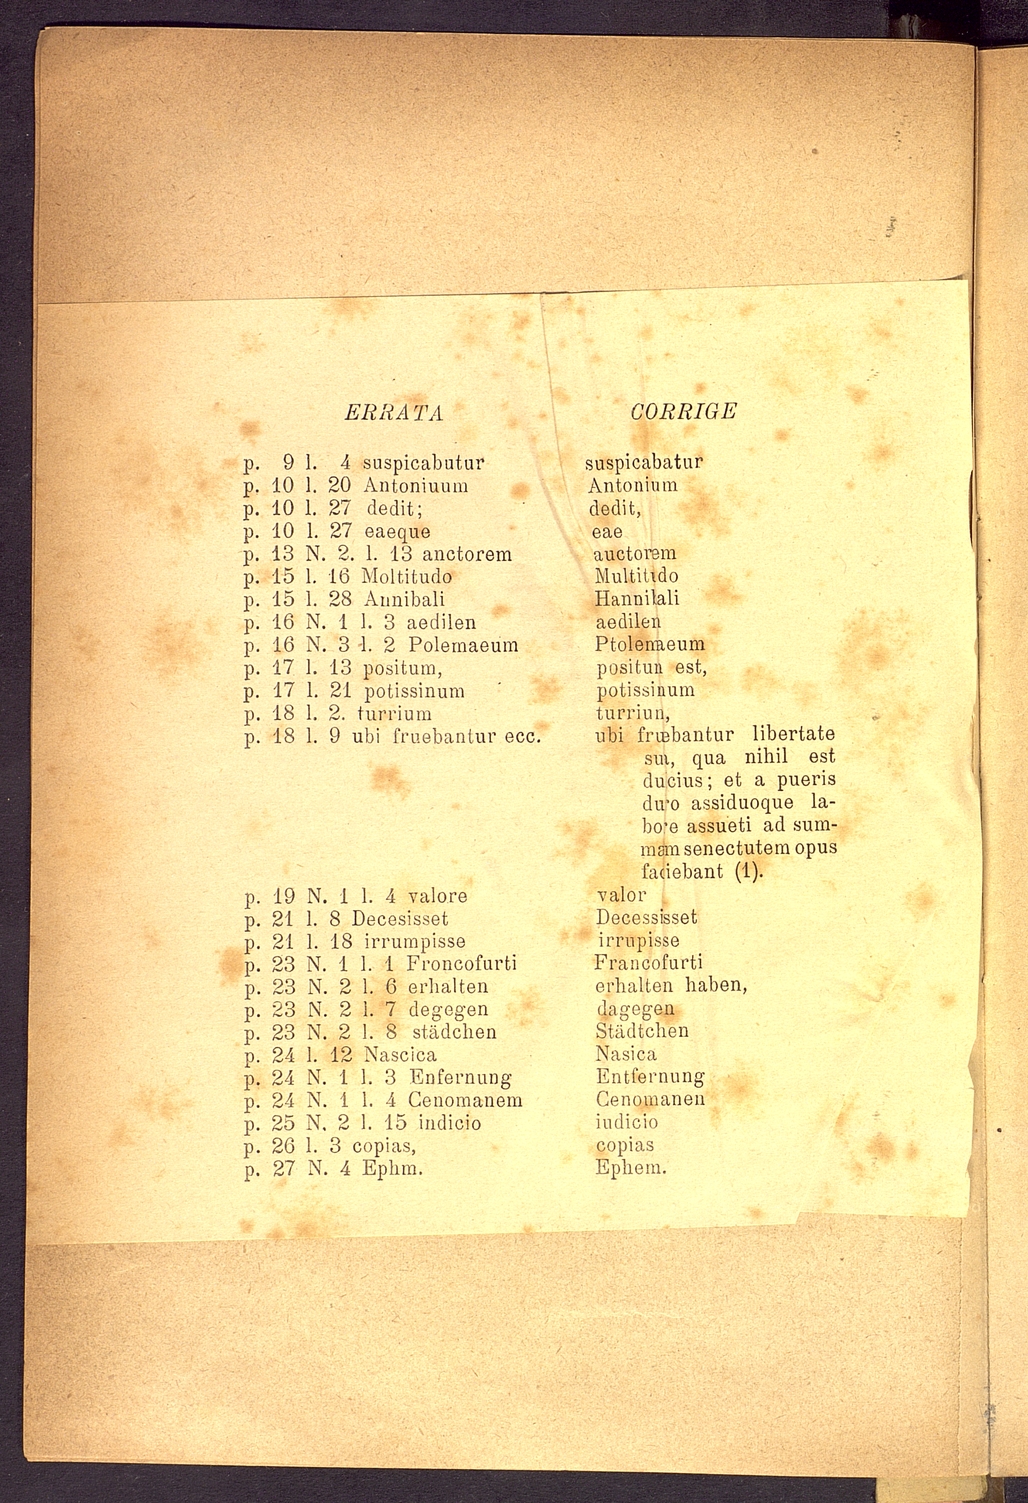 ERRATA CORRIGE
p. 9 l. 4 suspicabutur suspicabatur
p. 10 l. 20 Antoniuum Antonium
p. 10 l. 27 dedit; dedit,
p. 10 l. 27 eaeque eae
p. 13 N. 2. l. 13 anctorem auctorem
p. 15 l. 16 Moltitudo Multitudo
p. 15 l. 28 Annibali Hannibali
p. 16 N. 1 l. 3 aedilen aedilem
p. 16 N. 3 l. 2 Polemaeum Ptolemaeum
p. 17 l. 13 positum, positum est,
p. 17 l. 21 potissinum potissimum
p. 18 l. 2. turrium turrium,
p. 18 l. 9 ubi fruebantur ecc. ubi fruebantur libertate
sua, qua nihil est
dulcius; et a pueris
duro assiduoque la-
bore assueti ad sum-
mam senectutem opus
faciebant (1).
p. 19 N. 1 l. 4 valore valor
p. 21 l. 8 Decesisset Decessisset
p. 21 l. 18 irrumpisse irrupisse
p. 23 N. 1 l. 1 Froncofurti Francofurti
p. 23 N. 2 l. 6 erhalten erhalten haben,
p. 23 N. 2 l. 7 degegen dagegen
p. 23 N. 2 l. 8 städchen Städtchen
p. 24 l. 12 Nascica Nasica
p. 24 N. 1 l. 3 Enfernung Entfernung
p. 24 N. 1 l. 4 Cenomanem Cenomanen
p. 25 N. 2 l. 15 indicio iudicio
p. 26 l. 3 copias, copias
p. 27 N. 4 Ephm. Ephem.